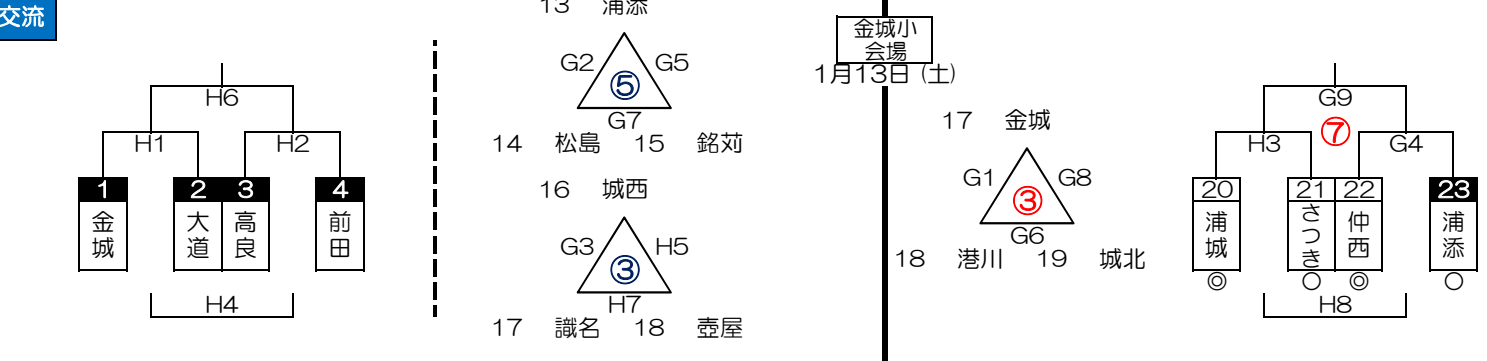 交流
H6
H1
H2
1
2
3
4
金城
大道
高良
前田
H4
13 浦添
G2
G5
⑤
G7
14 松島 15 銘苅
16 城西
G3
H5
③
H7
17 識名 18 壺屋
金城小
会場
1月13日(土)
17 金城
G1
G8
③
G6
18 港川 19 城北
G9
⑦
H3
G4
20
21
22
23
浦城
さつき
仲西
浦添
◎
○
◎
○
H8